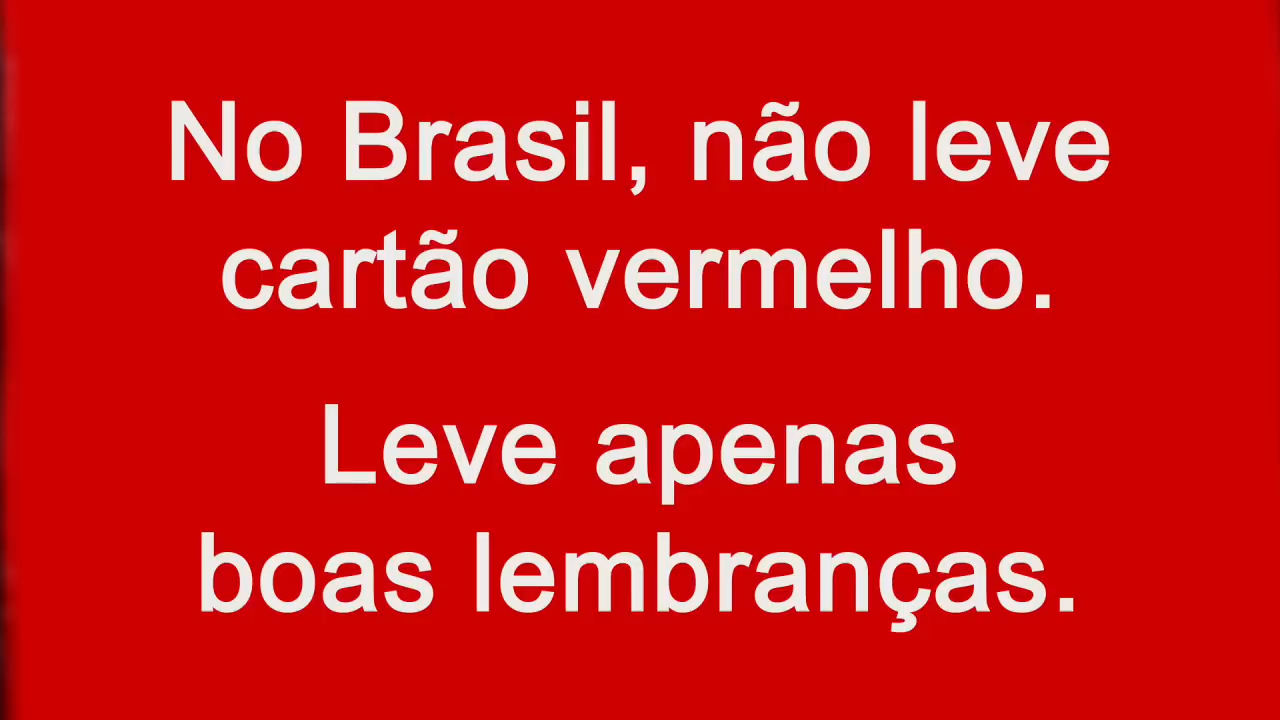 No Brasil, não leve
cartão vermelho.
Leve apenas
boas lembranças.